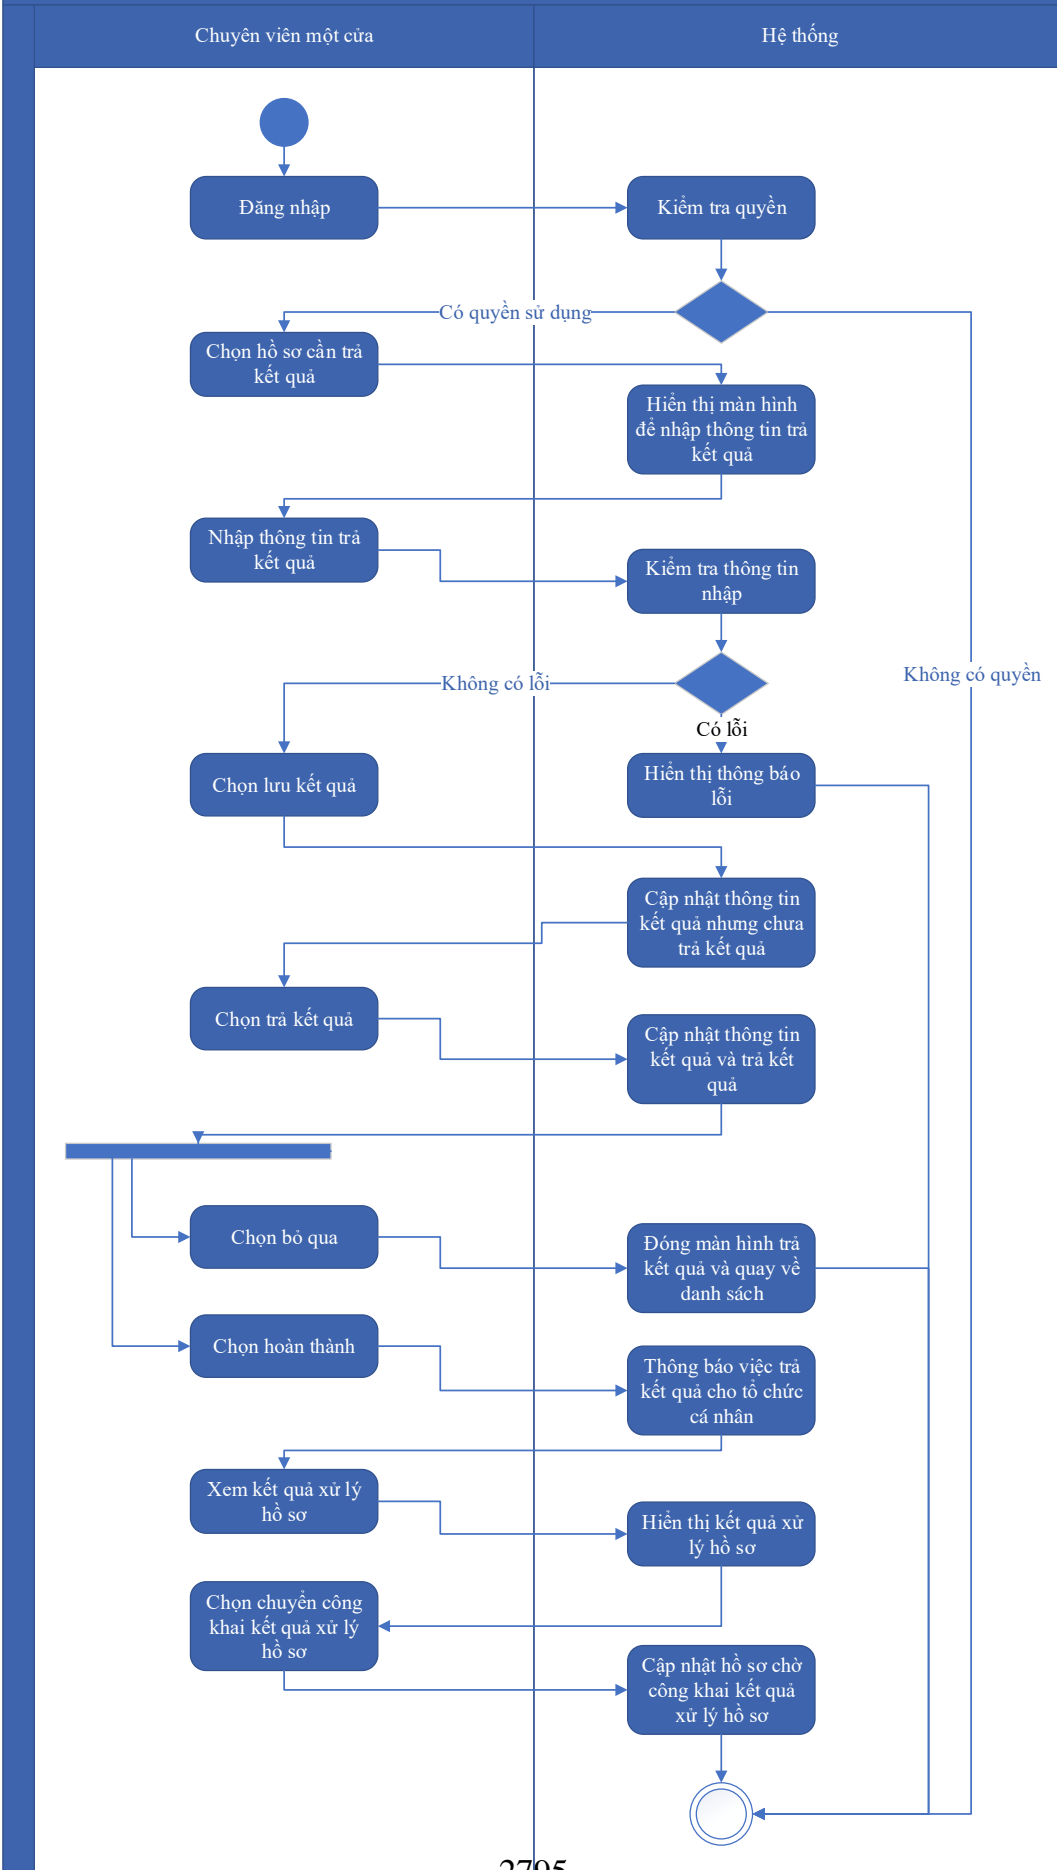 Chuyên viên một cửa
Hệ thống
Đăng nhập
Kiểm tra quyền
Có quyền sử dụng
Chọn hồ sơ cần trả
kết quả
Hiển thị màn hình
để nhập thông tin trả
kết quả
Nhập thông tin trả
kết quả
Kiểm tra thông tin
nhập
Không có quyền
Không có lỗi
Có lỗi
Chọn lưu kết quả
Hiển thị thông báo
lỗi
Cập nhật thông tin
kết quả nhưng chưa
trả kết quả
Chọn trả kết quả
Cập nhật thông tin
kết quả và trả kết
quả
Chọn bỏ qua
Đóng màn hình trả
kết quả và quay về
danh sách
Chọn hoàn thành
Thông báo việc trả
kết quả cho tổ chức
cá nhân
Xem kết quả xử lý
hồ sơ
Hiển thị kết quả xử
lý hồ sơ
Chọn chuyển công
khai kết quả xử lý
hồ sơ
Cập nhật hồ sơ chờ
công khai kết quả
xử lý hồ sơ
2795